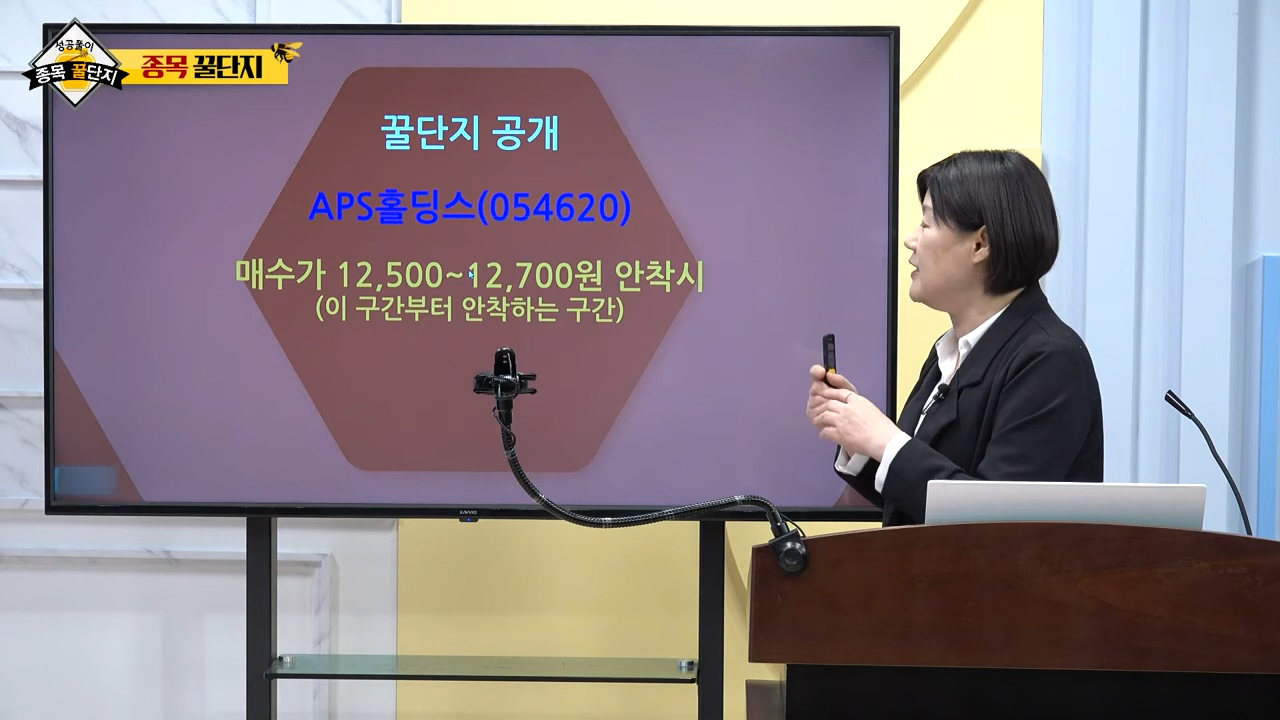 성공풀이
종목 꿀단지
종목 꿀단지
꿀단지 공개
APS홀딩스(054620)
매수가 12,500~12,700원 안착시
(이 구간부터 안착하는 구간)